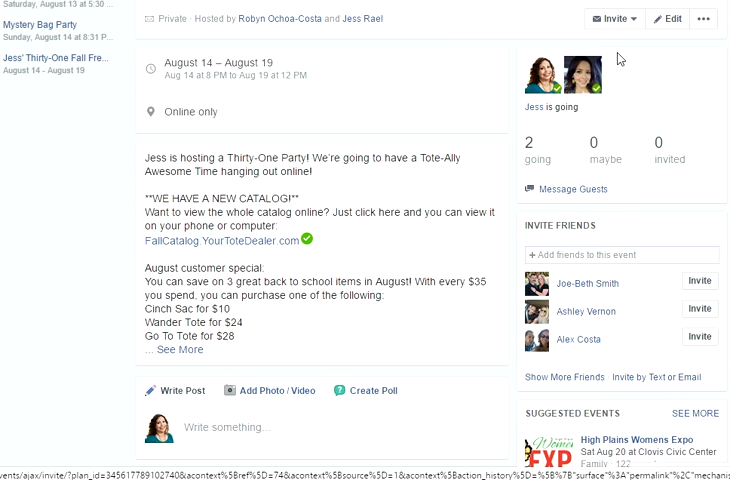 Saturday, August 13 at 5:30 ...
Mystery Bag Party
Sunday, August 14 at 8:31 P...
Jess' Thirty-One Fall Fre...
August 14 - August 19
Private · Hosted by Robyn Ochoa-Costa and Jess Rael
Invite
Edit
August 14 – August 19
Aug 14 at 8 PM to Aug 19 at 12 PM
Online only
Jess is hosting a Thirty-One Party! We're going to have a Tote-Ally
Awesome Time hanging out online!
**WE HAVE A NEW CATALOG!**
Want to view the whole catalog online? Just click here and you can view it
on your phone or computer:
FallCatalog.YourToteDealer.com
August customer special:
You can save on 3 great back to school items in August! With every $35
you spend, you can purchase one of the following:
Cinch Sac for $10
Wander Tote for $24
Go To Tote for $28
... See More
Write Post
Add Photo / Video
Create Poll
Write something...
Jess is going
2 0 0
going maybe invited
Message Guests
INVITE FRIENDS
+ Add friends to this event
Joe-Beth Smith Invite
Ashley Vernon Invite
Alex Costa Invite
Show More Friends Invite by Text or Email
SUGGESTED EVENTS SEE MORE
Women
EXP
High Plains Womens Expo
Sat Aug 20 at Clovis Civic Center
Family · 122